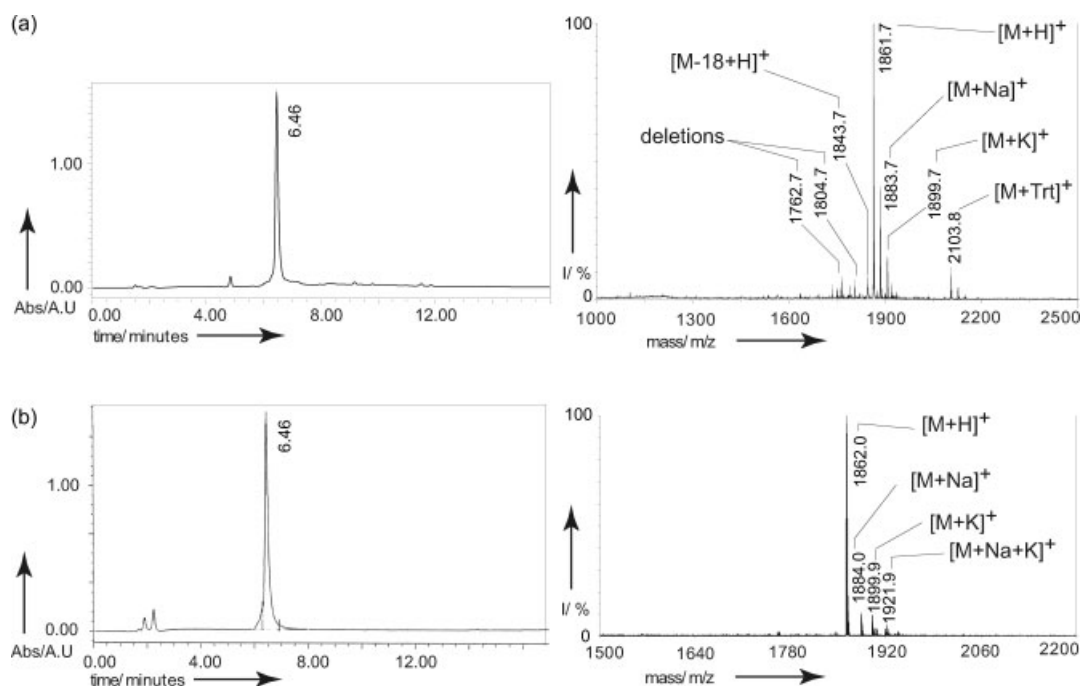 (a)
6.46
1.00
0.00
Abs/A.U
0.00 4.00 8.00 12.00
time/ minutes
100
[M+H]+
[M-18+H]+
1861.7
[M+Na]+
deletions
1843.7
[M+K]+
1762.7
1804.7
1883.7
1899.7
[M+Trt]+
2103.8
I/ %
0
1000 1300 1600 1900 2200 2500
mass/ m/z
(b)
6.46
1.00
0.00
Abs/A.U
0.00 4.00 8.00 12.00
time/ minutes
100
[M+H]+
1862.0
[M+Na]+
[M+K]+
[M+Na+K]+
1884.0
1899.9
1921.9
I/ %
0
1500 1640 1780 1920 2060 2200
mass/ m/z